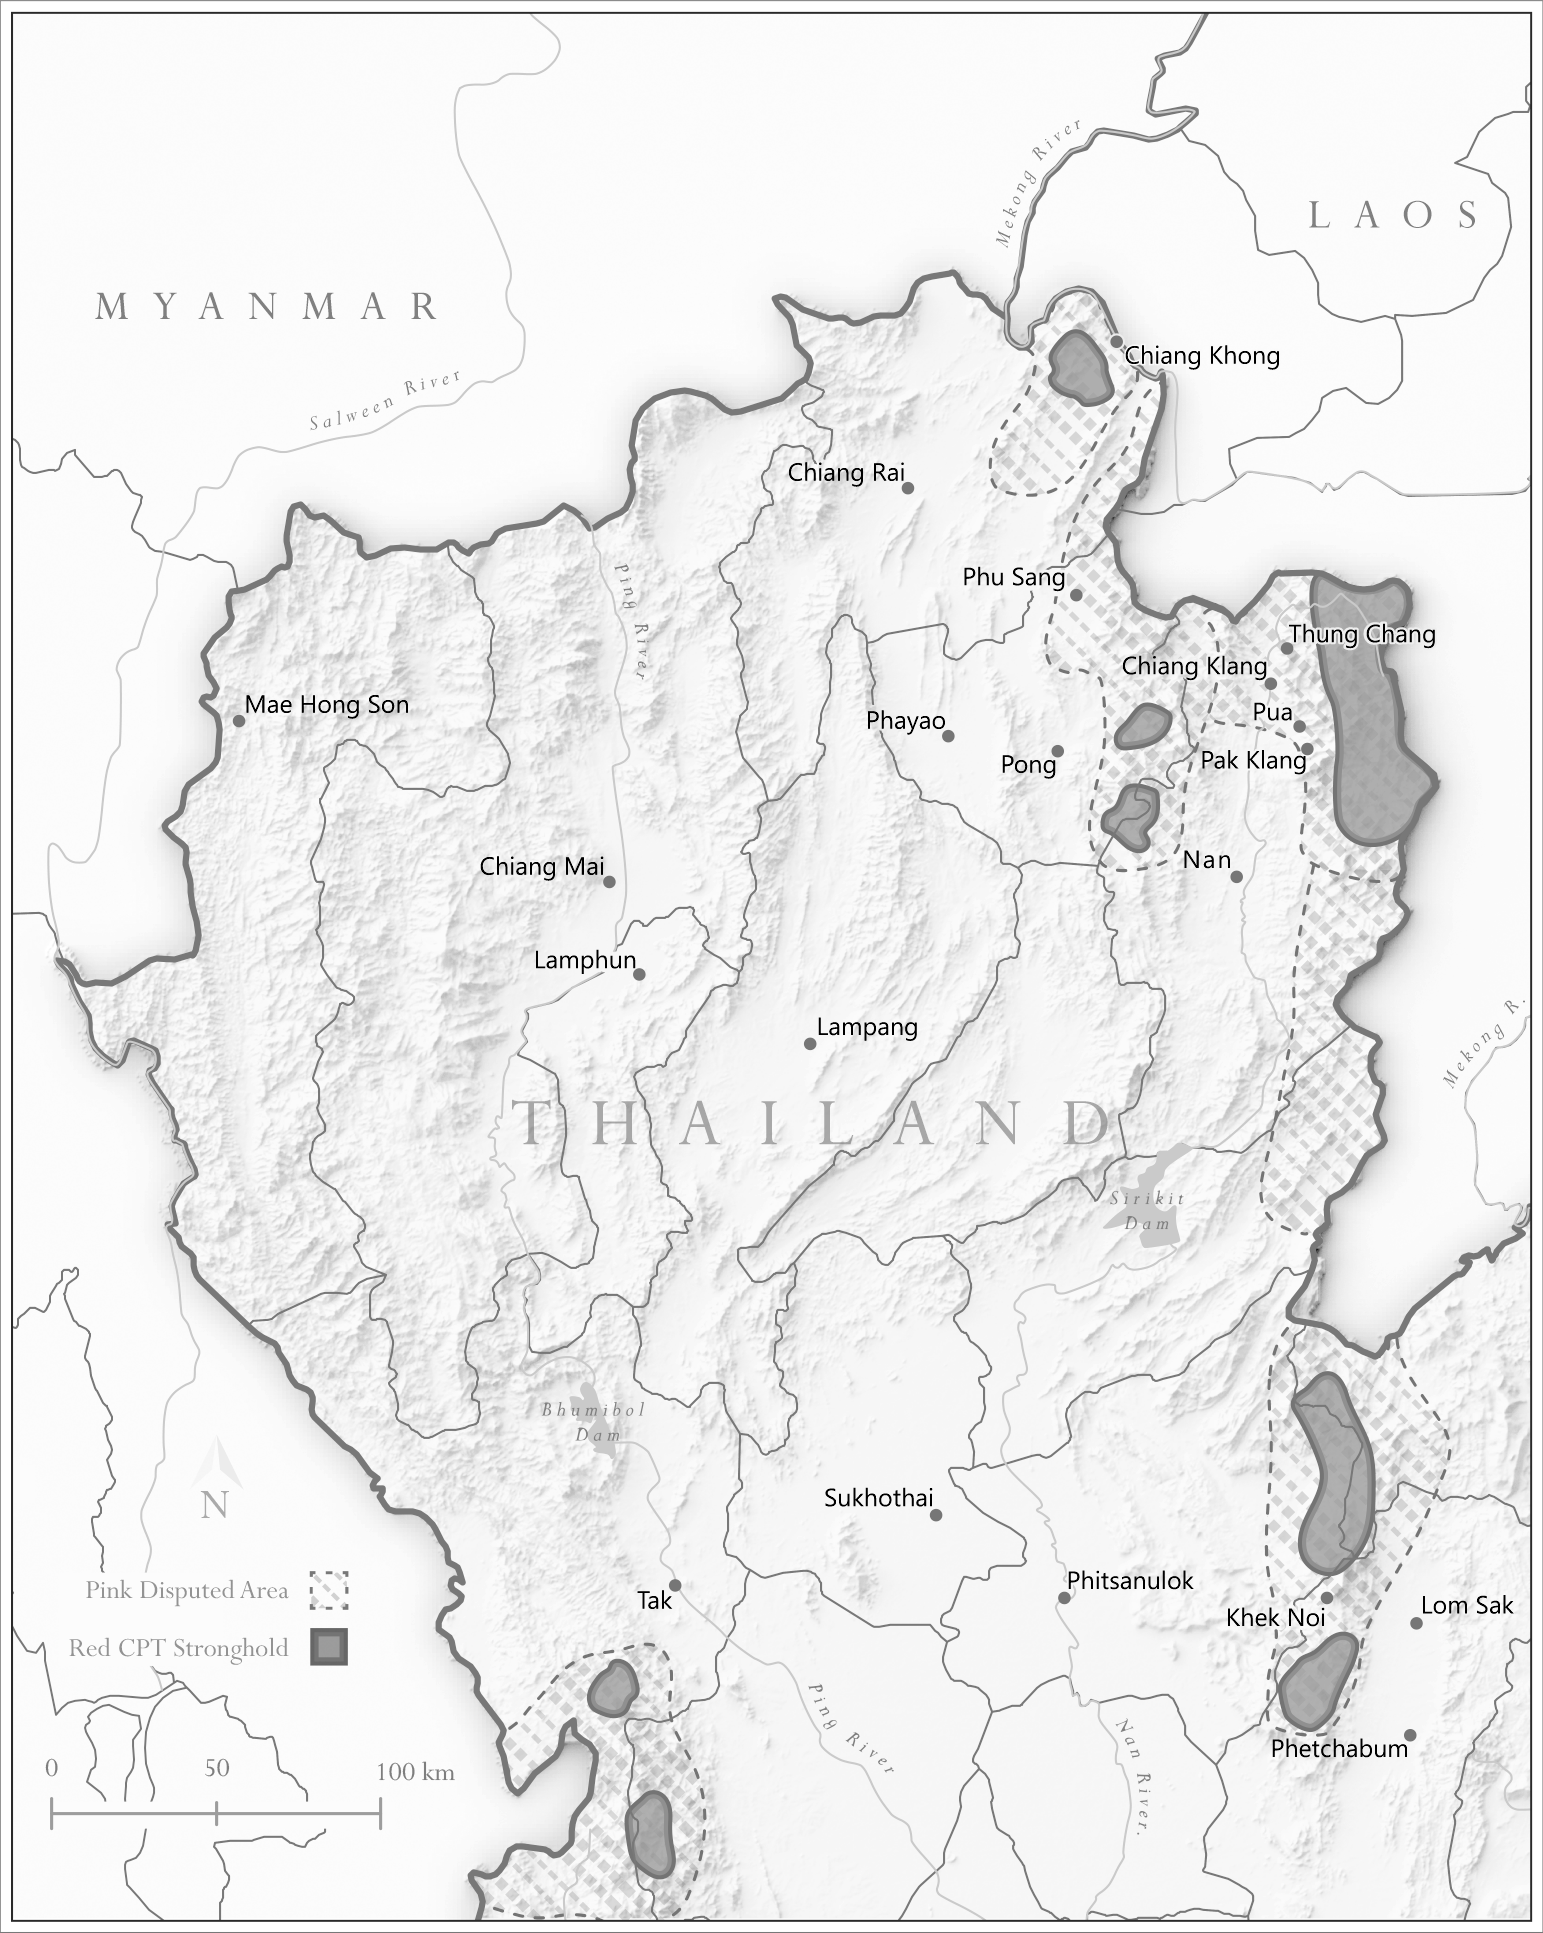 Mekong River
LAOS
MYANMAR
Chiang Khong
Salween River
Chiang Rai
Ping River
Phu Sang
Thung Chang
Chiang Klang
Mae Hong Son
Pua
Phayao
Pak Klang
Pong
Nan
Chiang Mai
Lamphun
Lampang
Mekong R.
THAILAND
Sirikit
Dam
Bhumibol
Dam
N
Sukhothai
Pink Disputed Area
Tak
Phitsanulok
Khek Noi
Lom Sak
Red CPT Stronghold
Ping River
Nan River.
Phetchabum
0 50 100 km